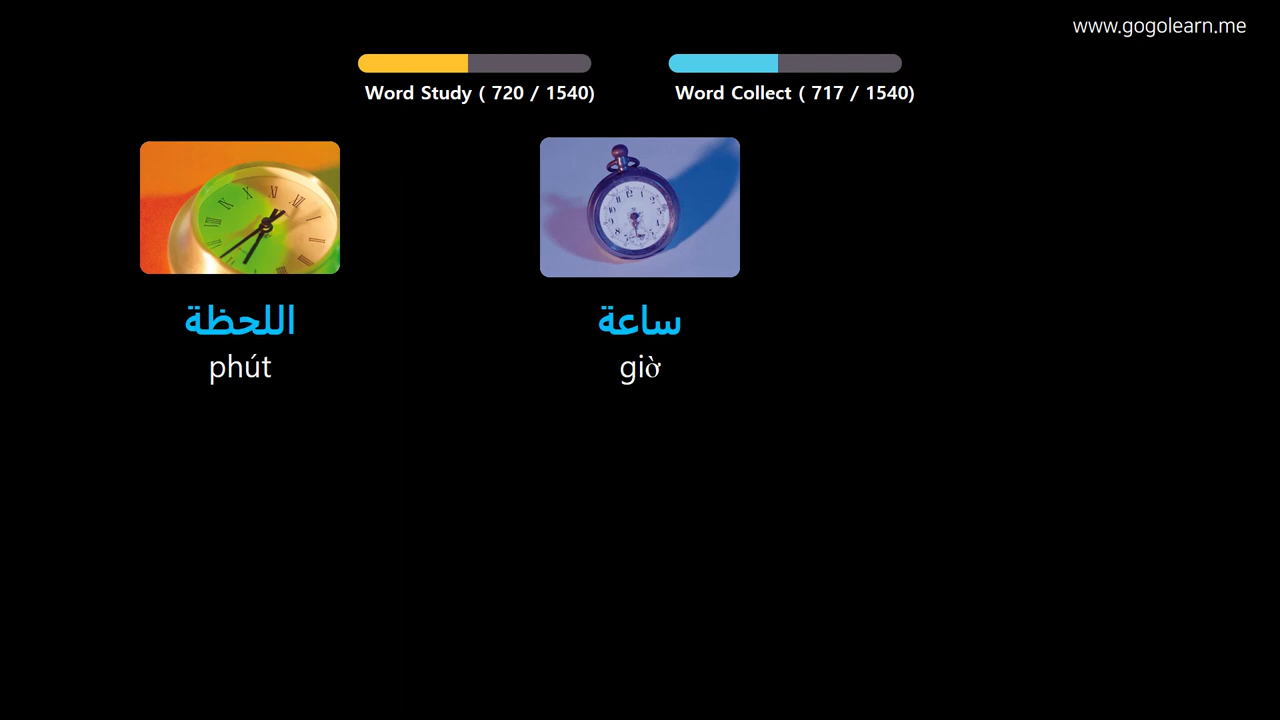 www.gogolearn.me
Word Study ( 720 / 1540)
Word Collect ( 717 / 1540)
اللحظة
phút
ساعة
giờ